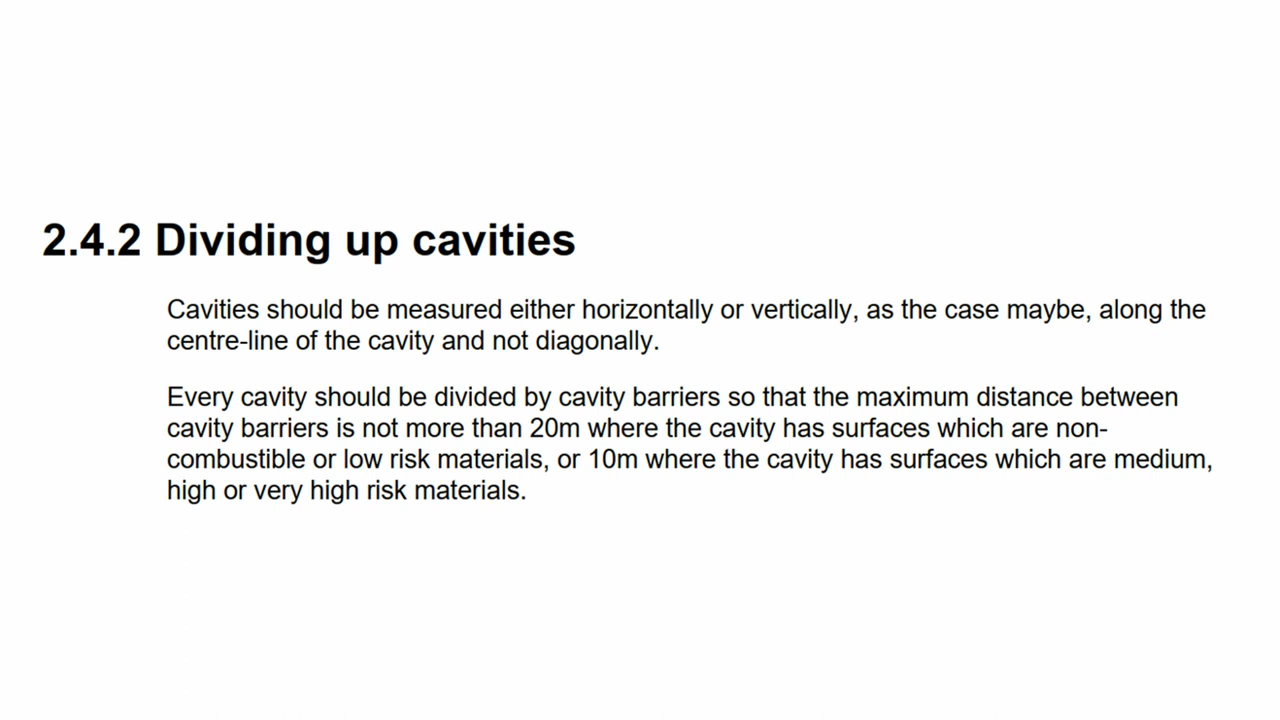 2.4.2 Dividing up cavities
Cavities should be measured either horizontally or vertically, as the case maybe, along the
centre-line of the cavity and not diagonally.
Every cavity should be divided by cavity barriers so that the maximum distance between
cavity barriers is not more than 20m where the cavity has surfaces which are non-
combustible or low risk materials, or 10m where the cavity has surfaces which are medium,
high or very high risk materials.